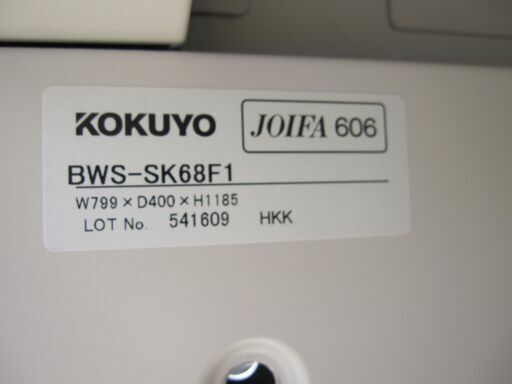 KOKUYO JOIFA 606
BWS-SK68F1
W799×D400×H1185
LOT No. 541609 HKK